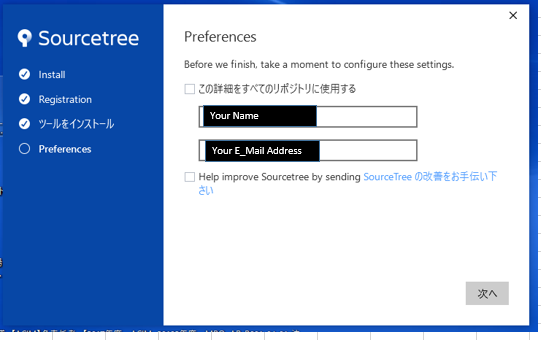 Sourcetree
Install
Registration
ツールをインストール
Preferences
Preferences
Before we finish, take a moment to configure these settings.
この詳細をすべてのリポジトリに使用する
Your Name
Your E_Mail Address
Help improve Sourcetree by sending SourceTree の改善をお手伝い下
さい
次へ